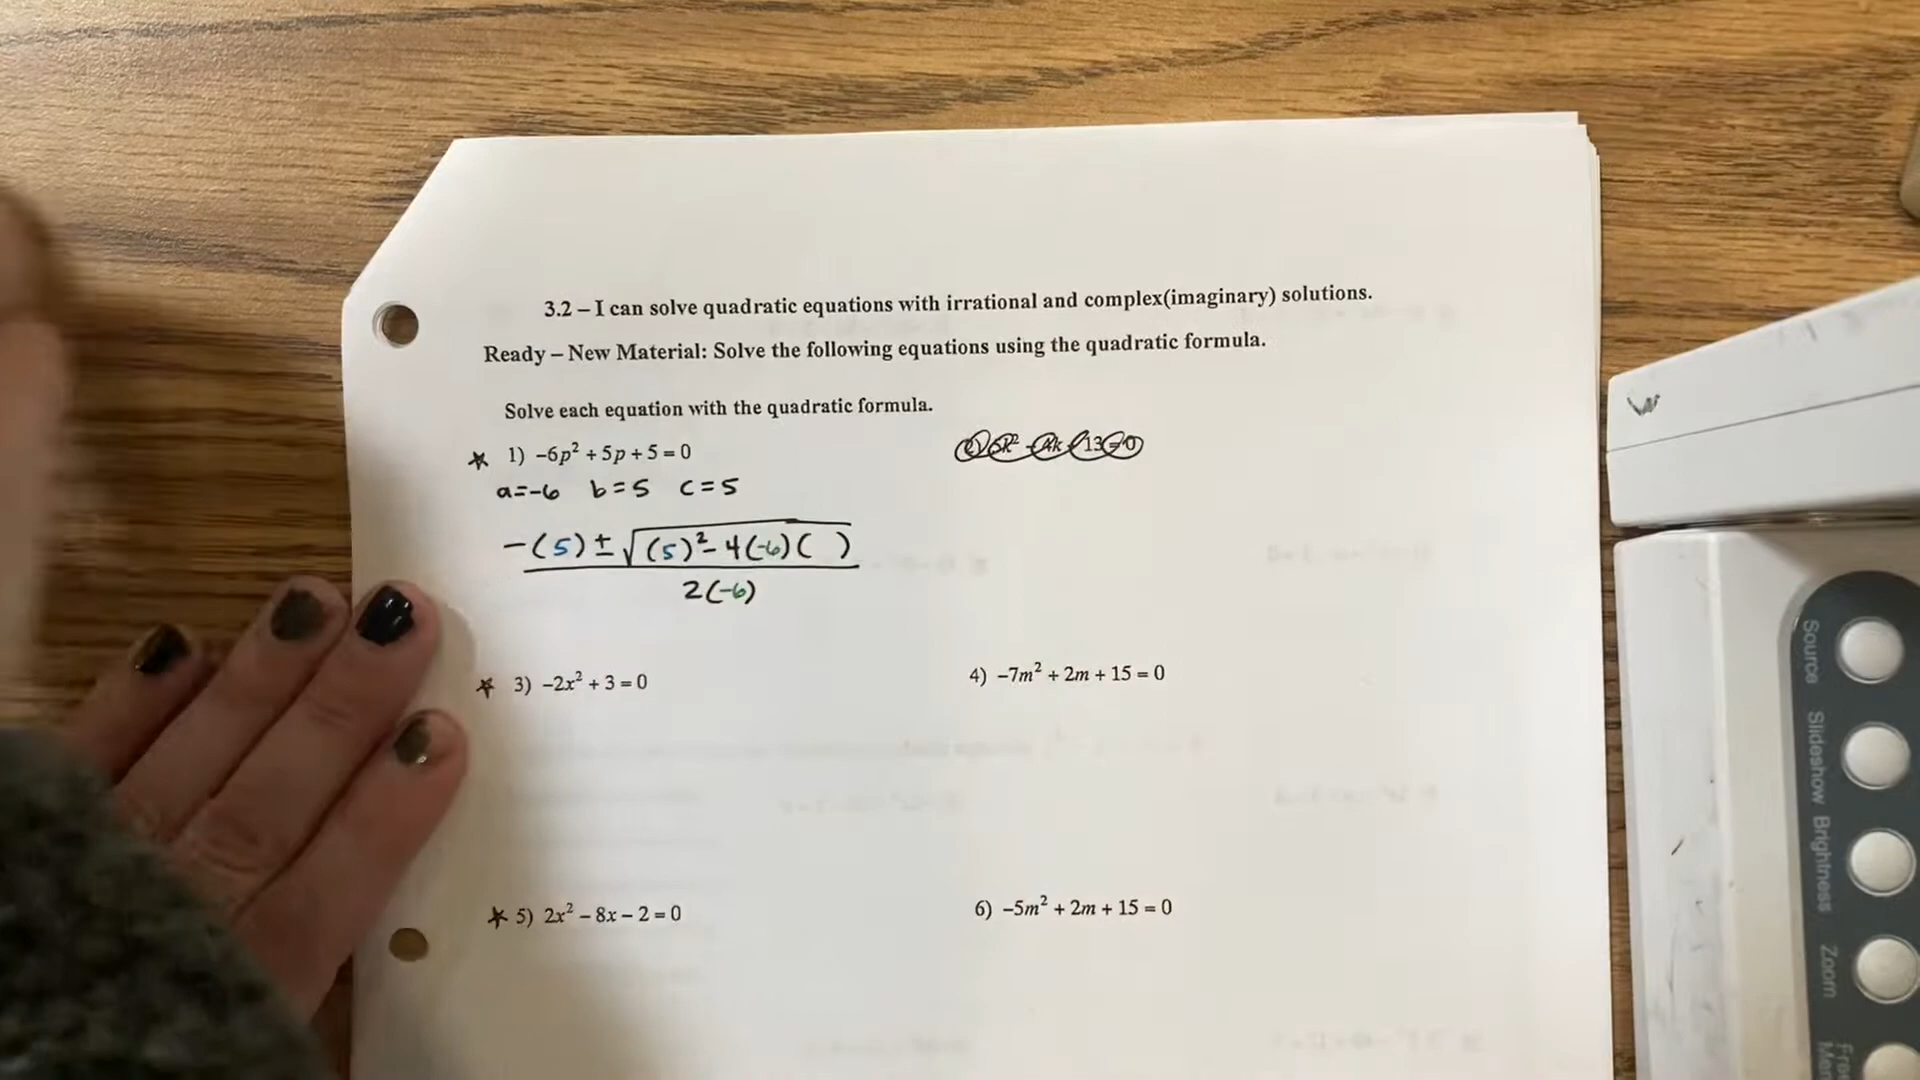 3.2 – I can solve quadratic equations with irrational and complex(imaginary) solutions.
Ready – New Material: Solve the following equations using the quadratic formula.
Solve each equation with the quadratic formula.
1) −6p² + 5p + 5 = 0
a=-6 b=5 c=5
-(5) ± √(5)² - 4(-6)( )
2(-6)
3) −2x² + 3 = 0
4) −7m² + 2m + 15 = 0
5) 2x² − 8x − 2 = 0
6) −5m² + 2m + 15 = 0
Source
Slideshow
Brightness
Zoom